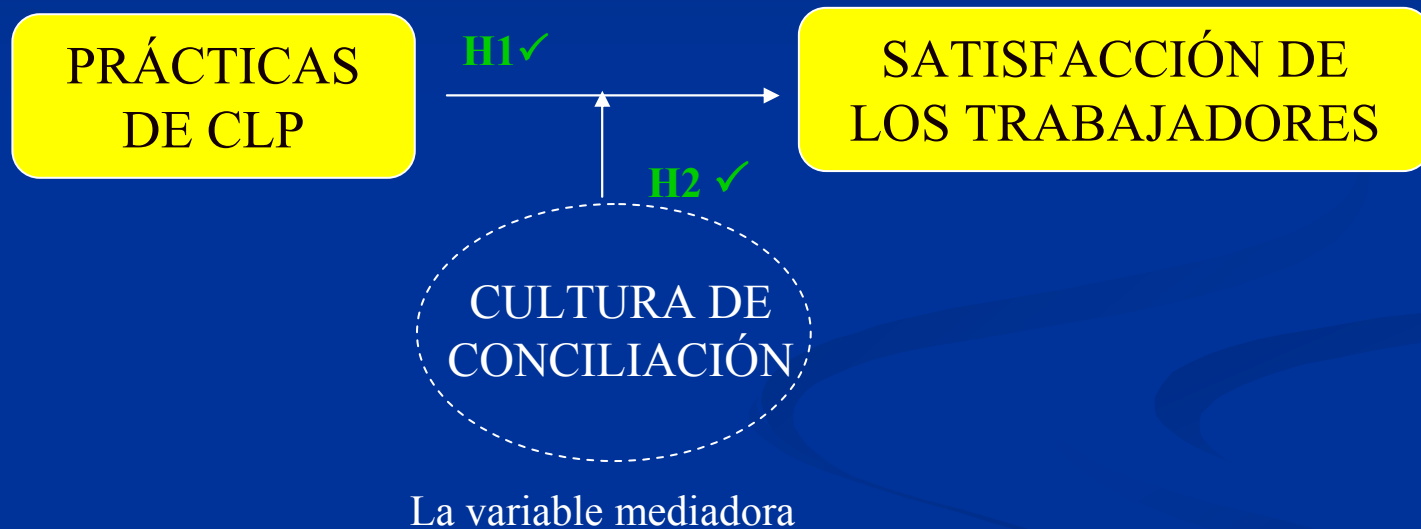 PRÁCTICAS
DE CLP
H1✓
SATISFACCIÓN DE
LOS TRABAJADORES
H2 ✓
CULTURA DE
CONCILIACIÓN
La variable mediadora